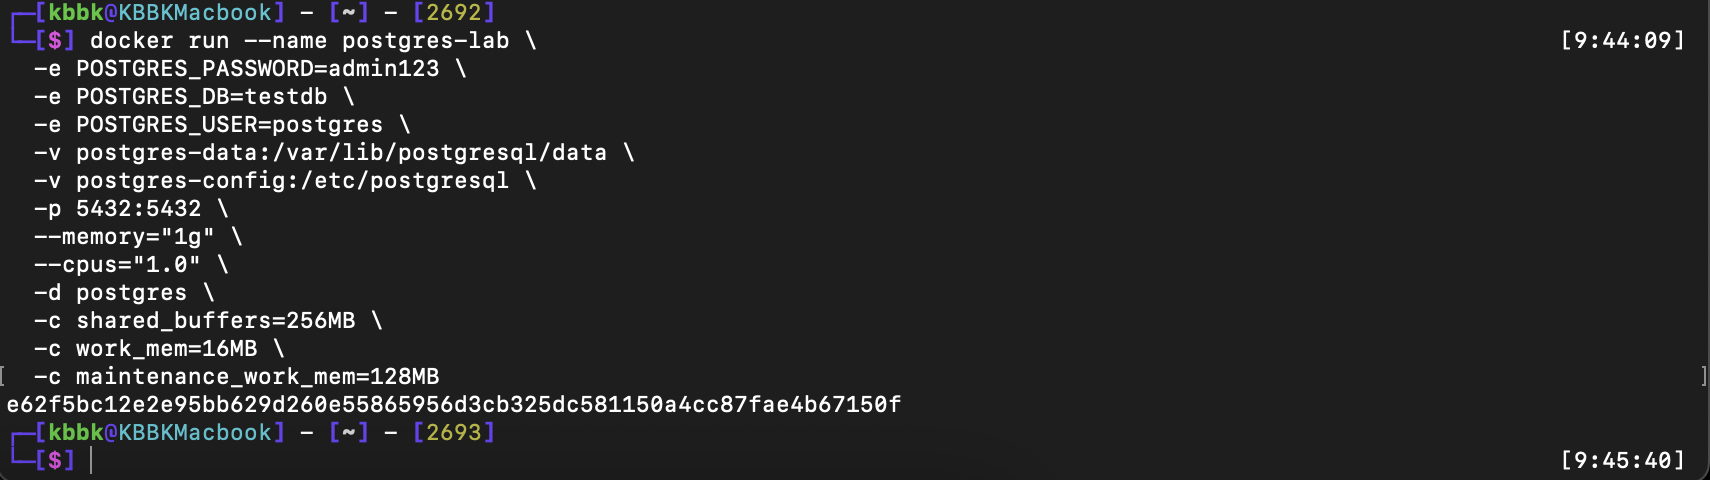 ┌─[kbbk@KBBKMacbook] - [~] - [2692]
└─[$] docker run --name postgres-lab \ [9:44:09]
  -e POSTGRES_PASSWORD=admin123 \
  -e POSTGRES_DB=testdb \
  -e POSTGRES_USER=postgres \
  -v postgres-data:/var/lib/postgresql/data \
  -v postgres-config:/etc/postgresql \
  -p 5432:5432 \
  --memory="1g" \
  --cpus="1.0" \
  -d postgres \
  -c shared_buffers=256MB \
  -c work_mem=16MB \
  -c maintenance_work_mem=128MB
e62f5bc12e2e95bb629d260e55865956d3cb325dc581150a4cc87fae4b67150f
┌─[kbbk@KBBKMacbook] - [~] - [2693]
└─[$] [9:45:40]